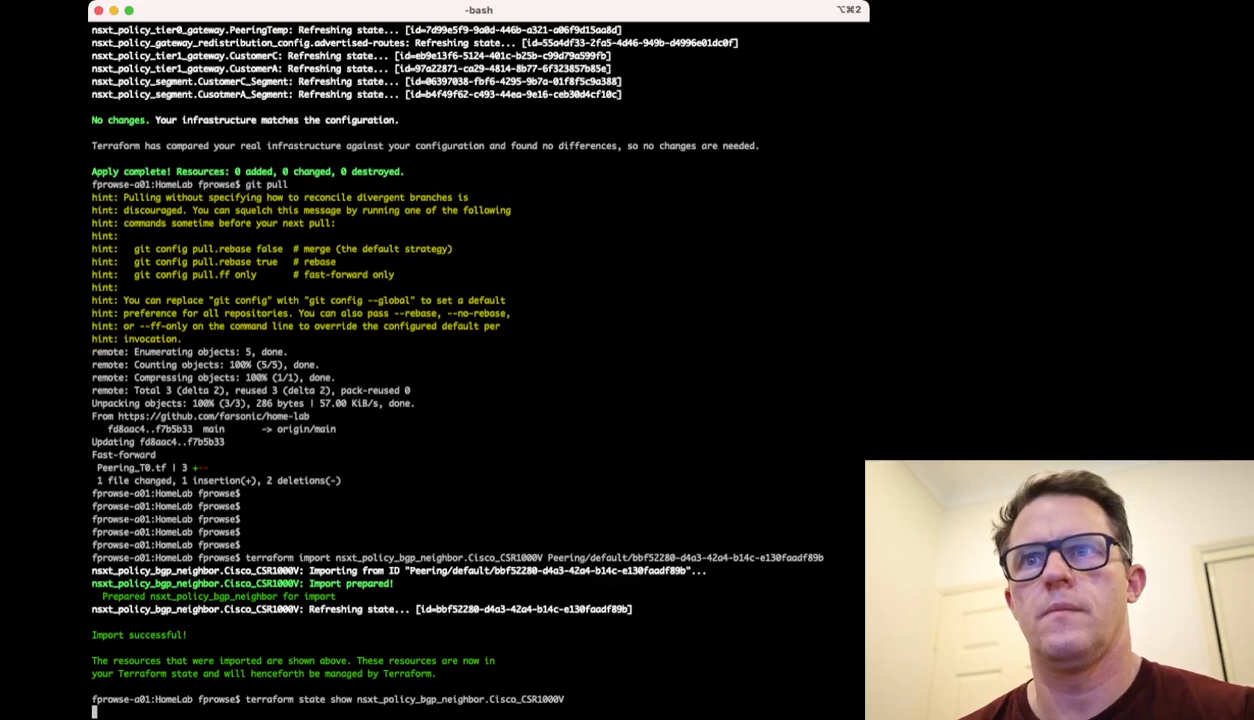 -bash
⌥⌘2
nsxt_policy_tier0_gateway.PeeringTemp: Refreshing state... [id=7d99e5f9-9a0d-446b-a321-a06f9d15aa8d]
nsxt_policy_gateway_redistribution_config.advertised-routes: Refreshing state... [id=55a4df33-2fa5-4d46-949b-d4996e01dc0f]
nsxt_policy_tier1_gateway.CustomerC: Refreshing state... [id=eb9e13f6-5124-401c-b25b-c99d79a599fb]
nsxt_policy_tier1_gateway.CustomerA: Refreshing state... [id=97a22871-ca29-4814-8b77-6f323857b85e]
nsxt_policy_segment.CustomerC_Segment: Refreshing state... [id=06397038-fbf6-4295-9b7a-01f8f5c9a388]
nsxt_policy_segment.CusotmerA_Segment: Refreshing state... [id=b4f49f62-c493-44ea-9e16-ceb30d4cf10c]
No changes. Your infrastructure matches the configuration.
Terraform has compared your real infrastructure against your configuration and found no differences, so no changes are needed.
Apply complete! Resources: 0 added, 0 changed, 0 destroyed.
fprowse-a01:HomeLab fprowse$ git pull
hint: Pulling without specifying how to reconcile divergent branches is
hint: discouraged. You can squelch this message by running one of the following
hint: commands sometime before your next pull:
hint:
hint:   git config pull.rebase false  # merge (the default strategy)
hint:   git config pull.rebase true   # rebase
hint:   git config pull.ff only       # fast-forward only
hint:
hint: You can replace "git config" with "git config --global" to set a default
hint: preference for all repositories. You can also pass --rebase, --no-rebase,
hint: or --ff-only on the command line to override the configured default per
hint: invocation.
remote: Enumerating objects: 5, done.
remote: Counting objects: 100% (5/5), done.
remote: Compressing objects: 100% (1/1), done.
remote: Total 3 (delta 2), reused 3 (delta 2), pack-reused 0
Unpacking objects: 100% (3/3), 286 bytes | 57.00 KiB/s, done.
From https://github.com/farsonic/home-lab
   fd8aac4..f7b5b33  main       -> origin/main
Updating fd8aac4..f7b5b33
Fast-forward
 Peering_T0.tf | 3 +--
 1 file changed, 1 insertion(+), 2 deletions(-)
fprowse-a01:HomeLab fprowse$
fprowse-a01:HomeLab fprowse$
fprowse-a01:HomeLab fprowse$
fprowse-a01:HomeLab fprowse$
fprowse-a01:HomeLab fprowse$
fprowse-a01:HomeLab fprowse$ terraform import nsxt_policy_bgp_neighbor.Cisco_CSR1000V Peering/default/bbf52280-d4a3-42a4-b14c-e130faadf89b
nsxt_policy_bgp_neighbor.Cisco_CSR1000V: Importing from ID "Peering/default/bbf52280-d4a3-42a4-b14c-e130faadf89b"...
nsxt_policy_bgp_neighbor.Cisco_CSR1000V: Import prepared!
  Prepared nsxt_policy_bgp_neighbor for import
nsxt_policy_bgp_neighbor.Cisco_CSR1000V: Refreshing state... [id=bbf52280-d4a3-42a4-b14c-e130faadf89b]
Import successful!
The resources that were imported are shown above. These resources are now in
your Terraform state and will henceforth be managed by Terraform.
fprowse-a01:HomeLab fprowse$ terraform state show nsxt_policy_bgp_neighbor.Cisco_CSR1000V